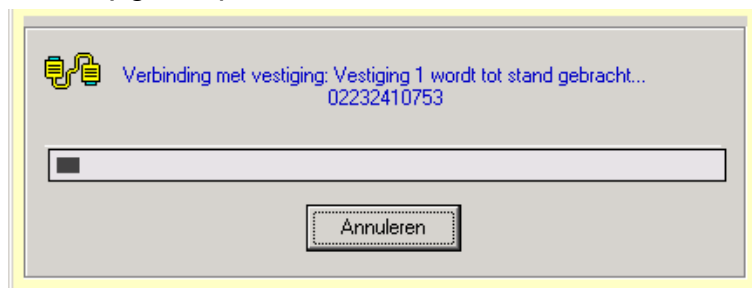 Verbinding met vestiging: Vestiging 1 wordt tot stand gebracht...
02232410753
Annuleren